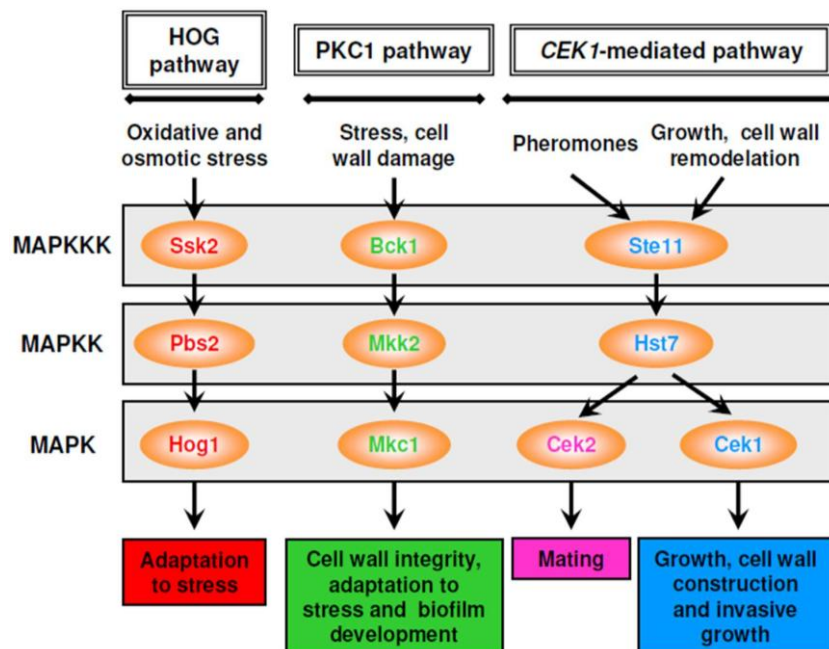 HOG
pathway
PKC1 pathway
CEK1-mediated pathway
Oxidative and
osmotic stress
Stress, cell
wall damage
Pheromones
Growth, cell wall
remodelation
MAPKKK
Ssk2
Bck1
Ste11
MAPKK
Pbs2
Mkk2
Hst7
MAPK
Hog1
Mkc1
Cek2
Cek1
Adaptation
to stress
Cell wall integrity,
adaptation to
stress and biofilm
development
Mating
Growth, cell wall
construction
and invasive
growth